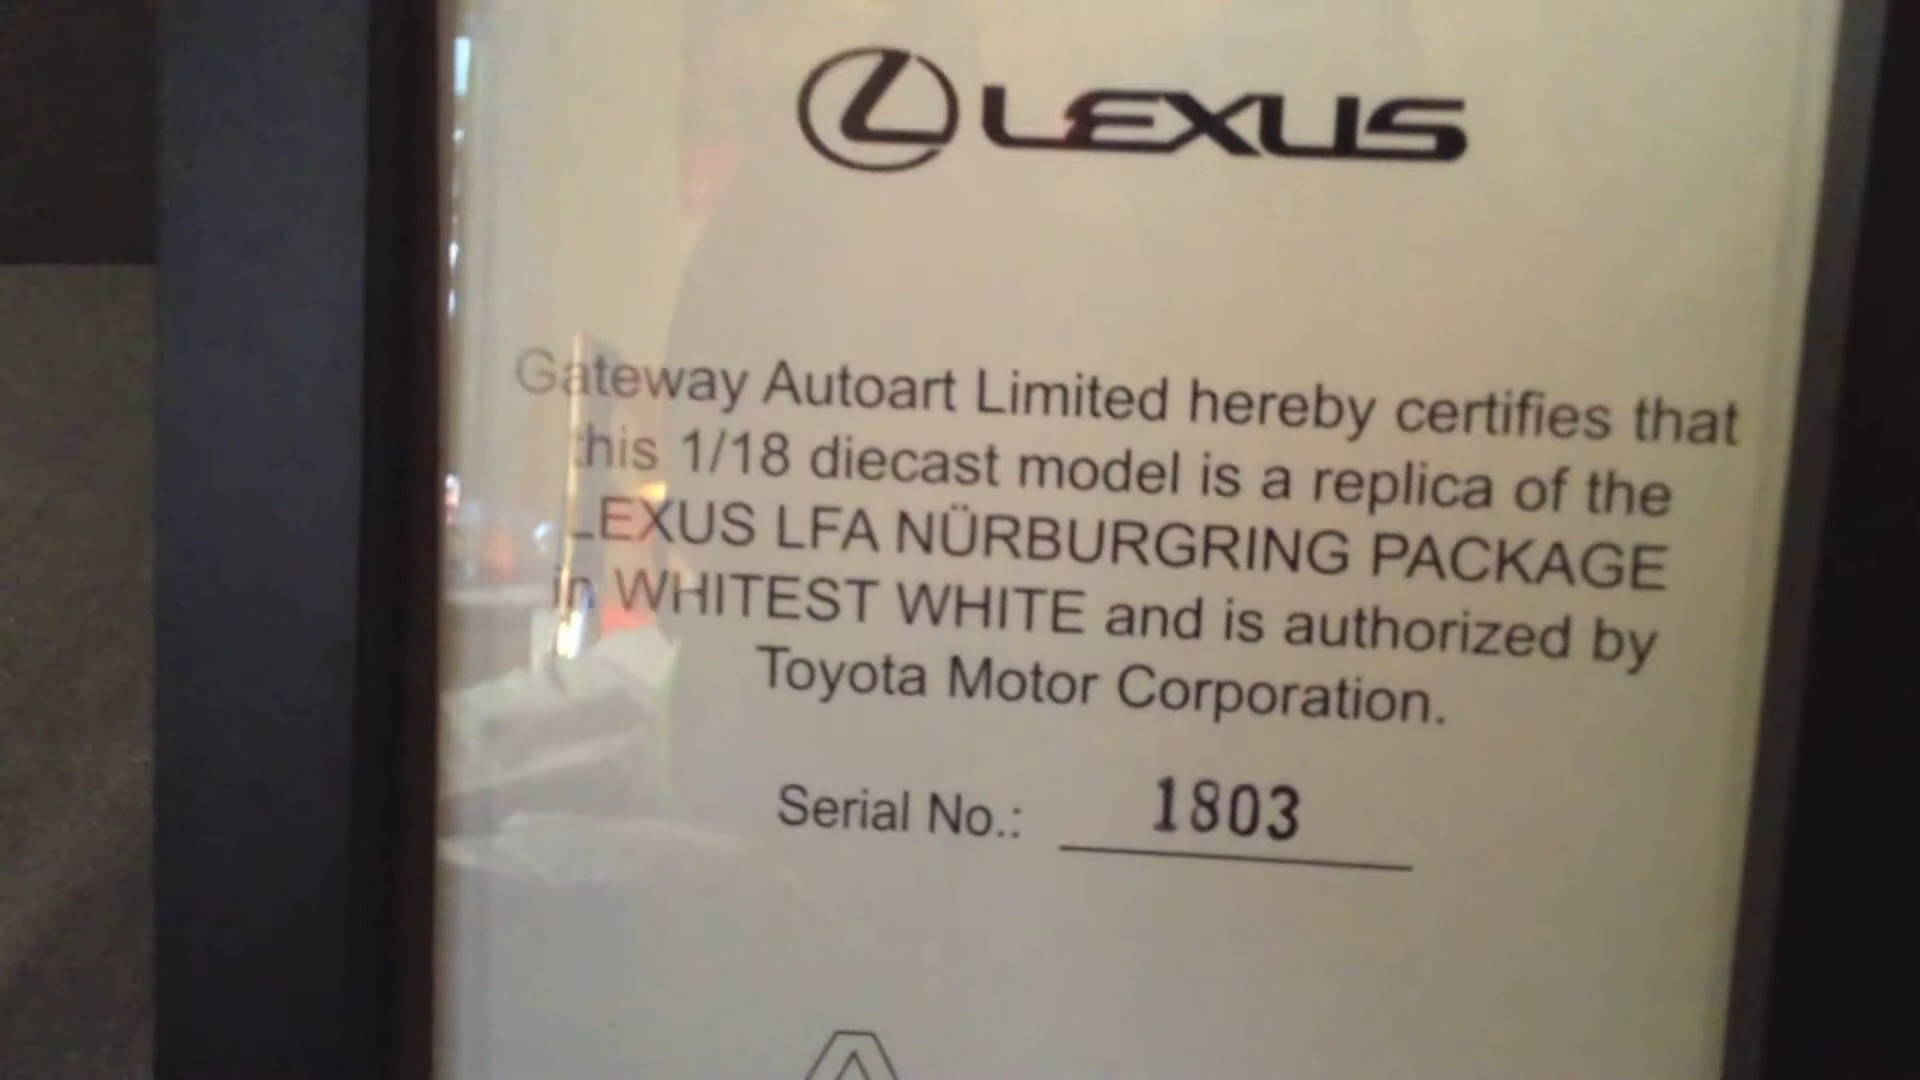 LEXUS
Gateway Autoart Limited hereby certifies that
this 1/18 diecast model is a replica of the
LEXUS LFA NÜRBURGRING PACKAGE
in WHITEST WHITE and is authorized by
Toyota Motor Corporation.
Serial No.: 1803